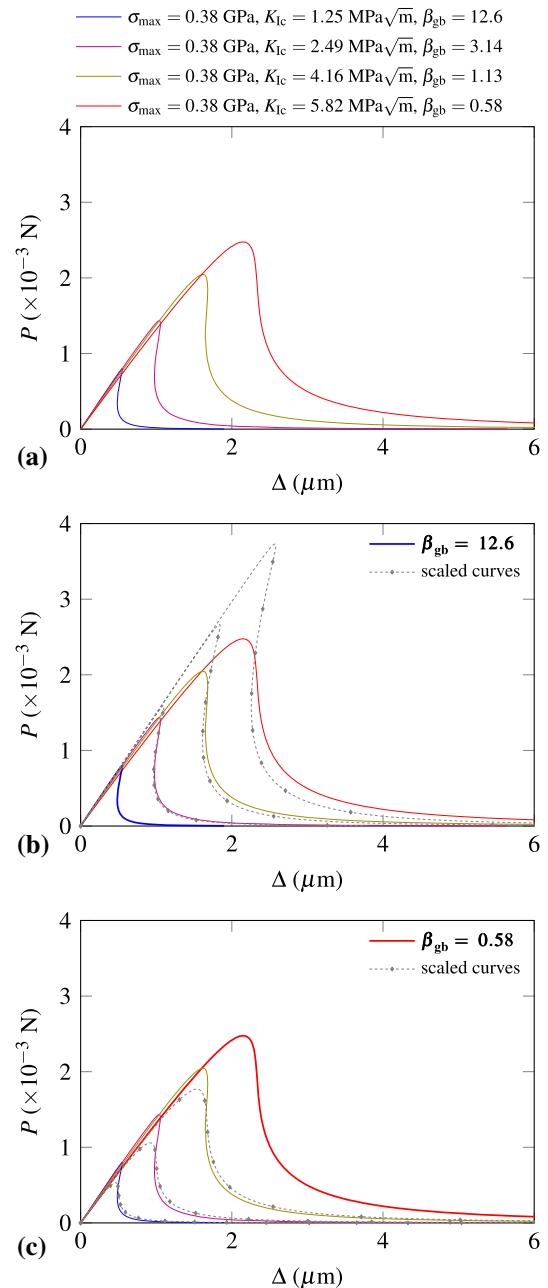 σmax = 0.38 GPa, KIc = 1.25 MPa√m, βgb = 12.6
σmax = 0.38 GPa, KIc = 2.49 MPa√m, βgb = 3.14
σmax = 0.38 GPa, KIc = 4.16 MPa√m, βgb = 1.13
σmax = 0.38 GPa, KIc = 5.82 MPa√m, βgb = 0.58
4
3
2
1
0
P (×10⁻³ N)
0 2 4 6
Δ (μm)
(a)
βgb = 12.6
scaled curves
4
3
2
1
0
P (×10⁻³ N)
0 2 4 6
Δ (μm)
(b)
βgb = 0.58
scaled curves
4
3
2
1
0
P (×10⁻³ N)
0 2 4 6
Δ (μm)
(c)